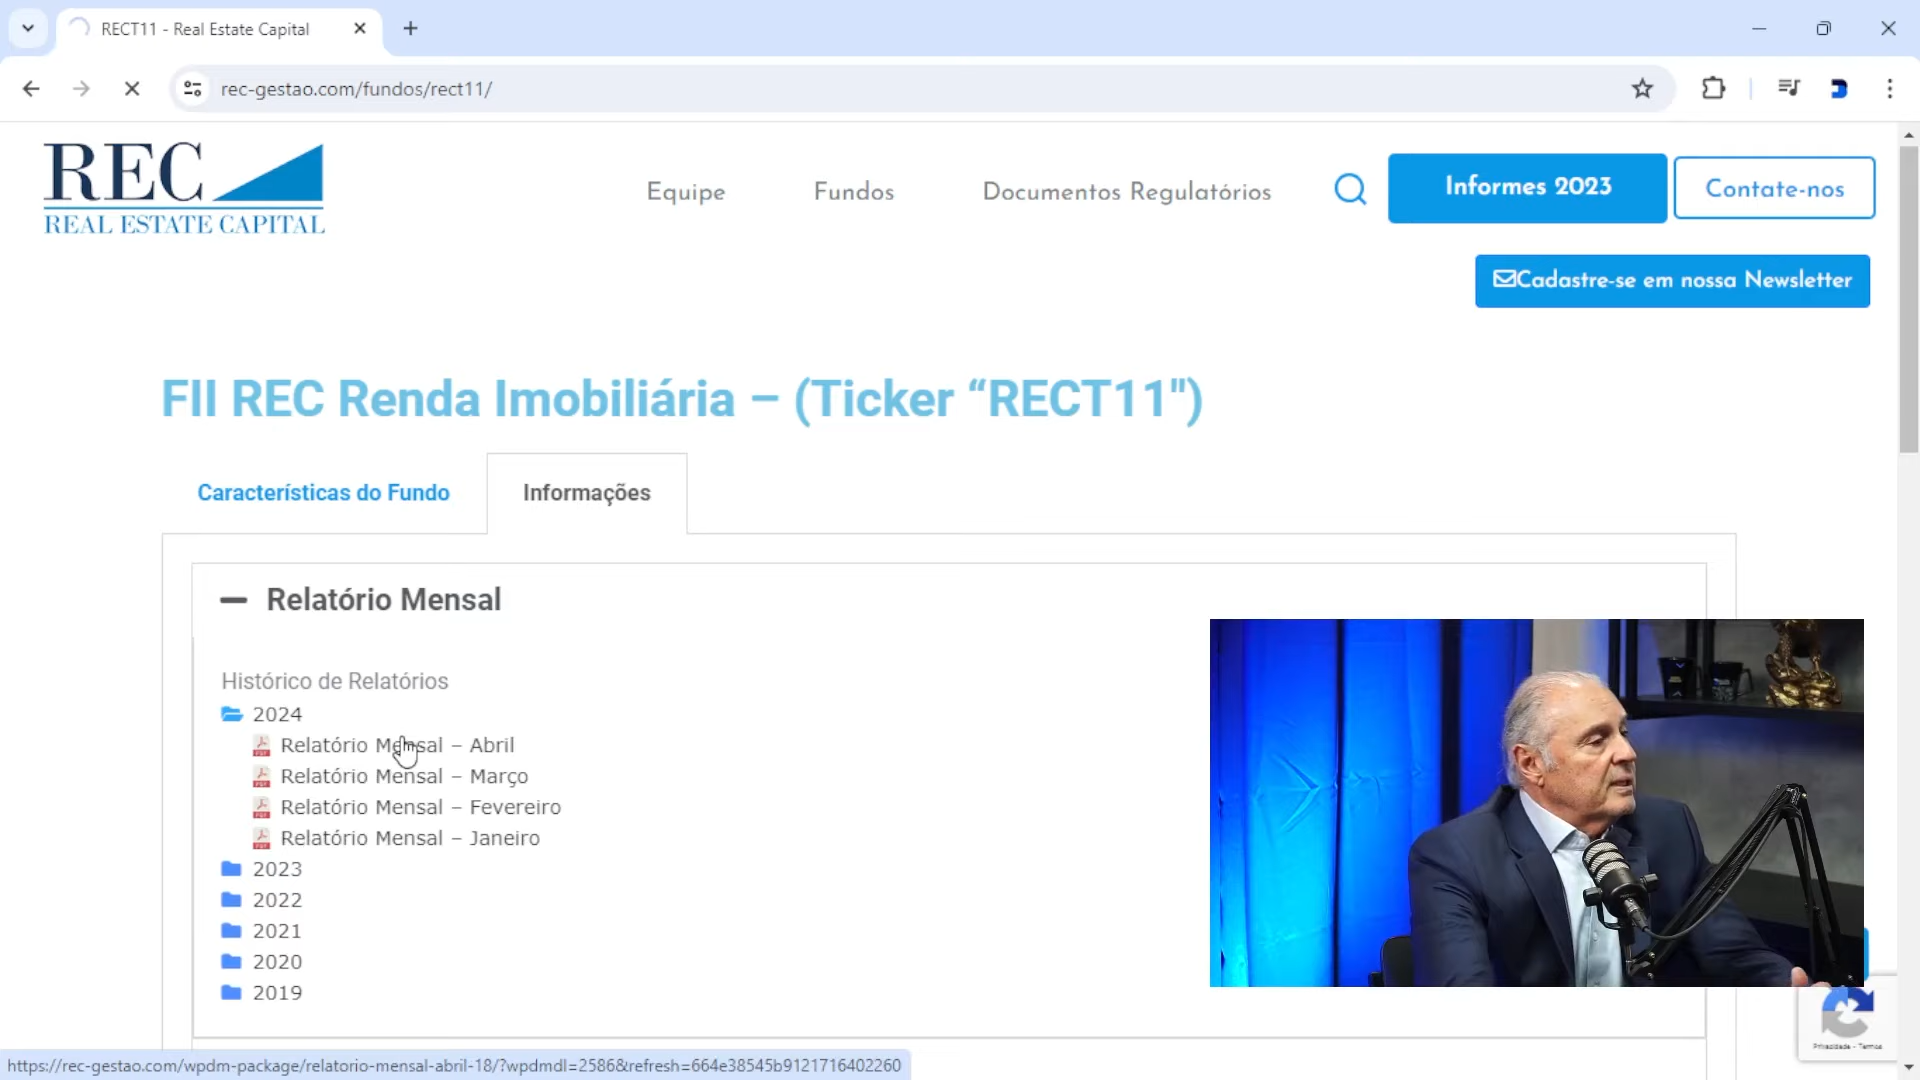 RECT11 - Real Estate Capital
rec-gestao.com/fundos/rect11/
REC
REAL ESTATE CAPITAL
Equipe
Fundos
Documentos Regulatórios
Informes 2023
Contate-nos
Cadastre-se em nossa Newsletter
FII REC Renda Imobiliária – (Ticker “RECT11")
Características do Fundo
Informações
Relatório Mensal
Histórico de Relatórios
2024
Relatório Mensal – Abril
Relatório Mensal – Março
Relatório Mensal – Fevereiro
Relatório Mensal – Janeiro
2023
2022
2021
2020
2019
Privacidade - Termos
https://rec-gestao.com/wpdm-package/relatorio-mensal-abril-18/?wpdmdl=2586&refresh=664e38545b9121716402260